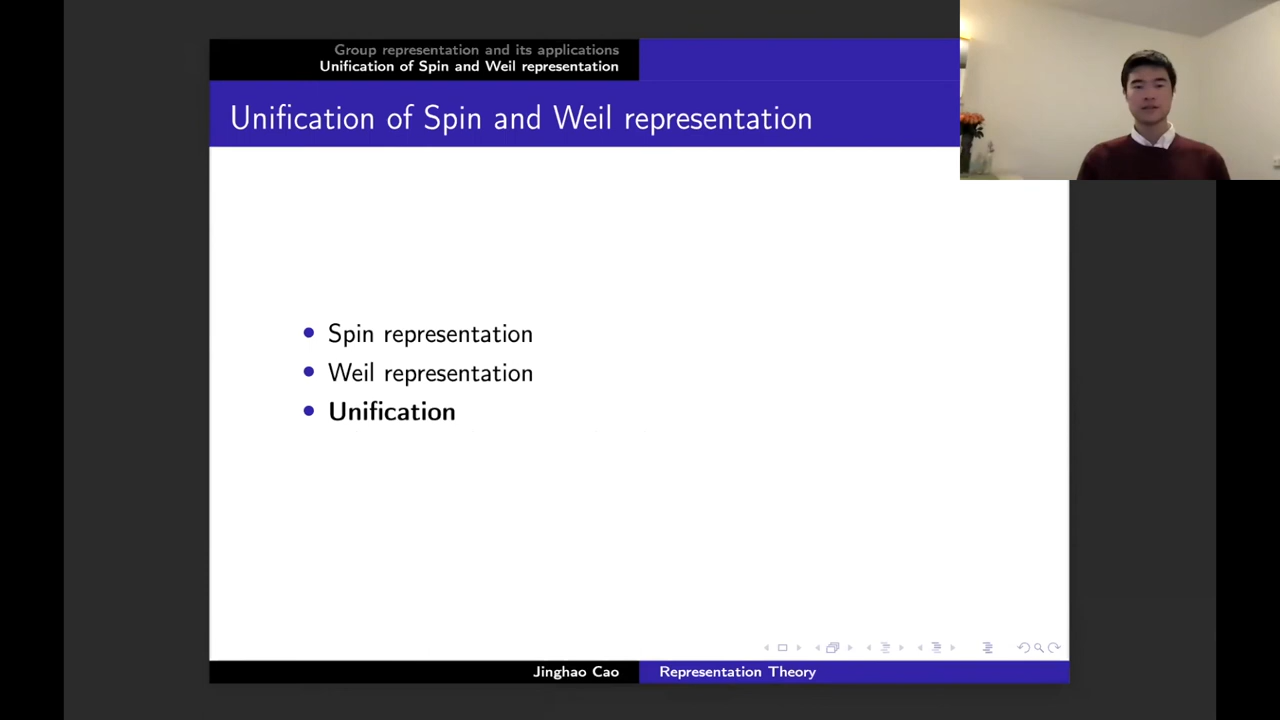 Group representation and its applications
Unification of Spin and Weil representation
Unification of Spin and Weil representation
Spin representation
Weil representation
Unification
Jinghao Cao
Representation Theory